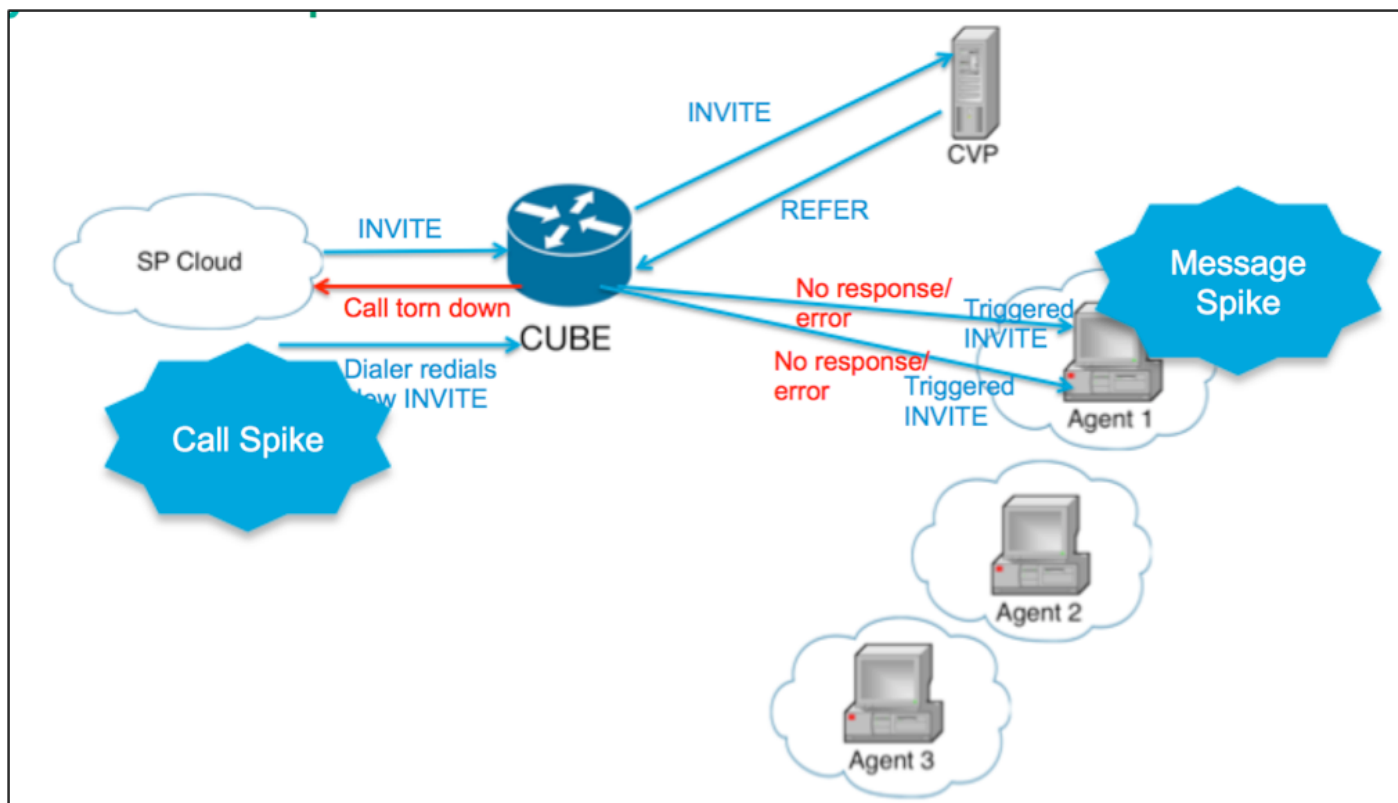 INVITE
CVP
REFER
SP Cloud
INVITE
Call torn down
CUBE
Dialer redials
INVITE
Call Spike
No response/
error
Triggered
INVITE
No response/
error
Triggered
INVITE
Message
Spike
Agent 1
Agent 2
Agent 3